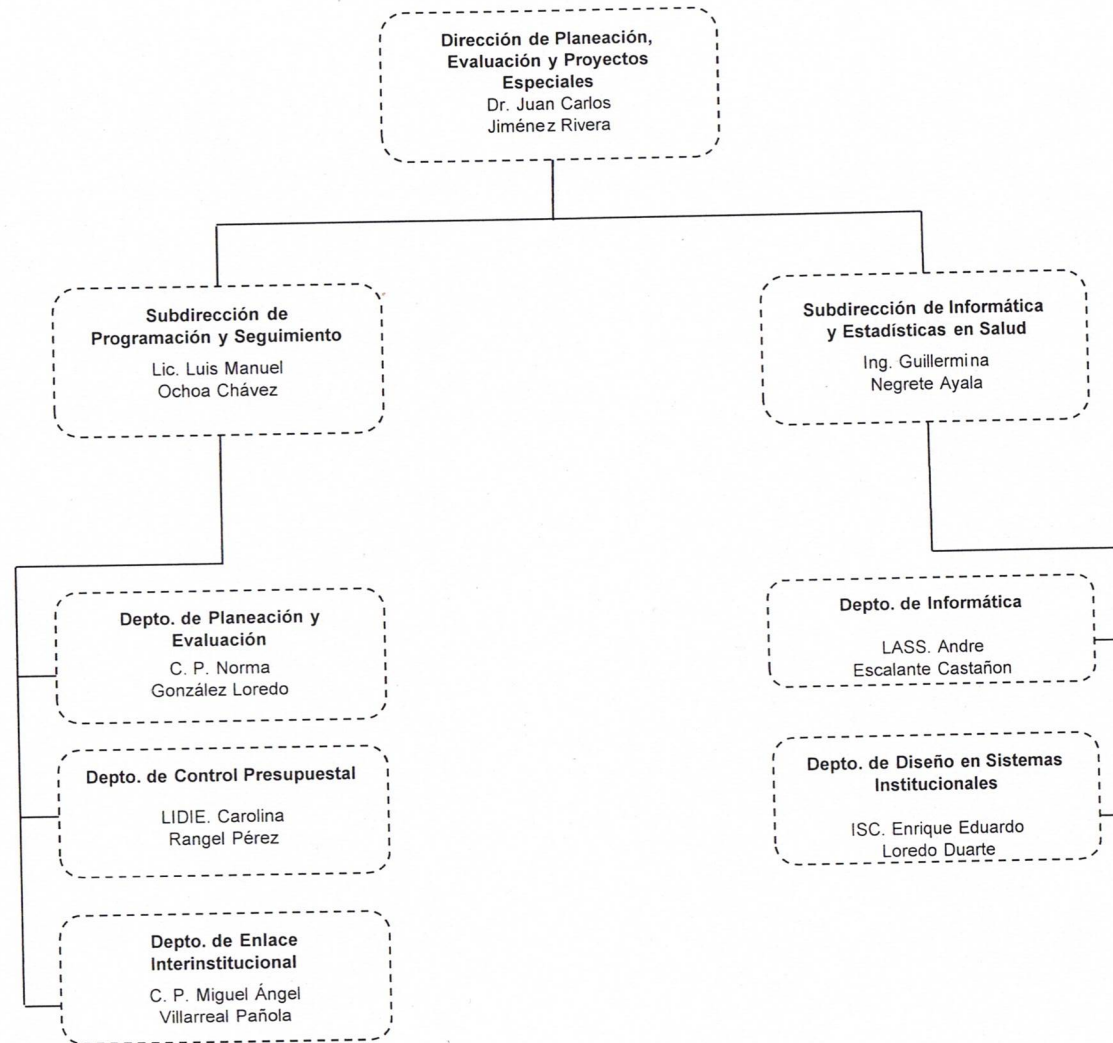 Dirección de Planeación,
Evaluación y Proyectos
Especiales
Dr. Juan Carlos
Jiménez Rivera
Subdirección de
Programación y Seguimiento
Lic. Luis Manuel
Ochoa Chávez
Subdirección de Informática
y Estadísticas en Salud
Ing. Guillermina
Negrete Ayala
Depto. de Planeación y
Evaluación
C. P. Norma
González Loredo
Depto. de Control Presupuestal
LIDIE. Carolina
Rangel Pérez
Depto. de Enlace
Interinstitucional
C. P. Miguel Ángel
Villarreal Pañola
Depto. de Informática
LASS. Andre
Escalante Castañon
Depto. de Diseño en Sistemas
Institucionales
ISC. Enrique Eduardo
Loredo Duarte